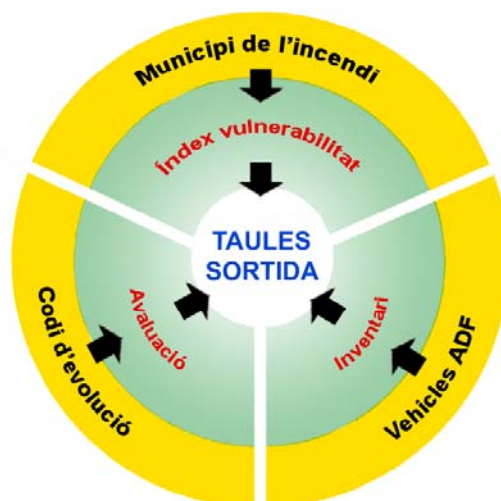 Municipi de l'incendi
Índex vulnerabilitat
TAULES
SORTIDA
Codi d'evolució
Avaluació
Inventari
Vehicles ADF